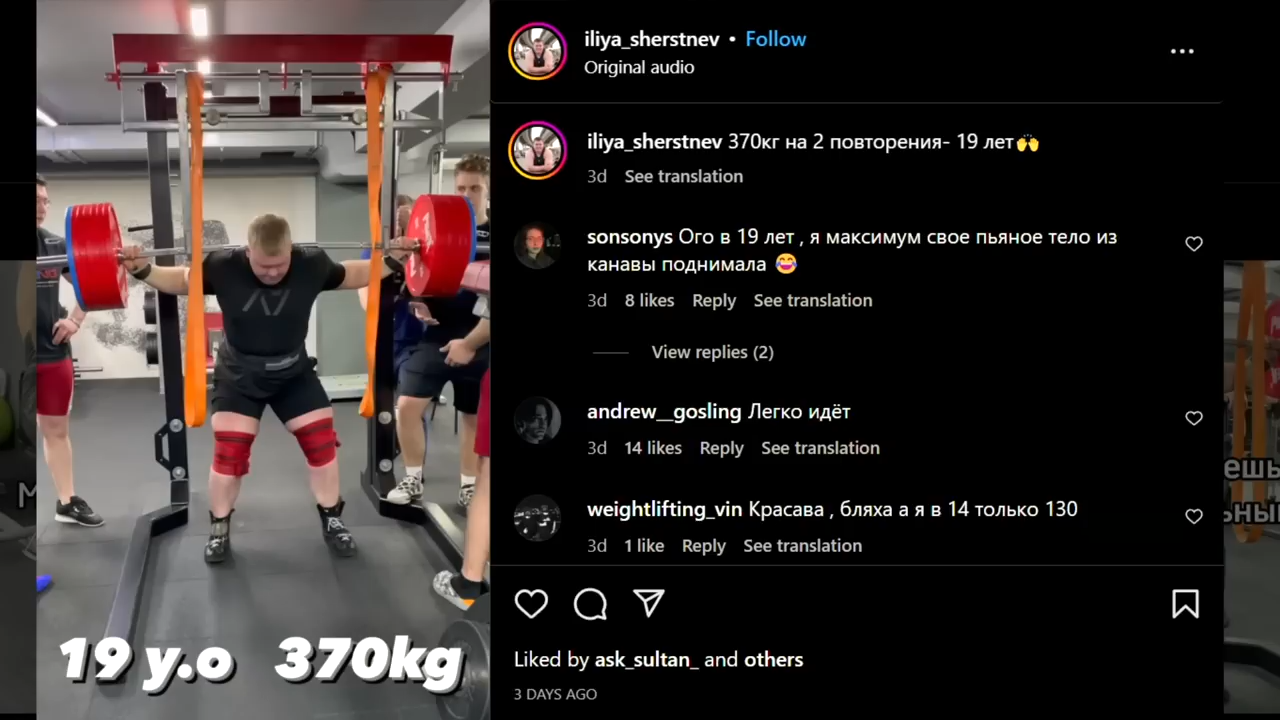 iliya_sherstnev • Follow
Original audio
iliya_sherstnev 370кг на 2 повторения- 19 лет🙌
3d See translation
sonsonys Ого в 19 лет , я максимум свое пьяное тело из
канавы поднимала 😂
3d 8 likes Reply See translation
View replies (2)
andrew__gosling Легко идёт
3d 14 likes Reply See translation
weightlifting_vin Красава , бляха а я в 14 только 130
3d 1 like Reply See translation
Liked by ask_sultan_ and others
3 DAYS AGO
19 y.o 370kg
A7